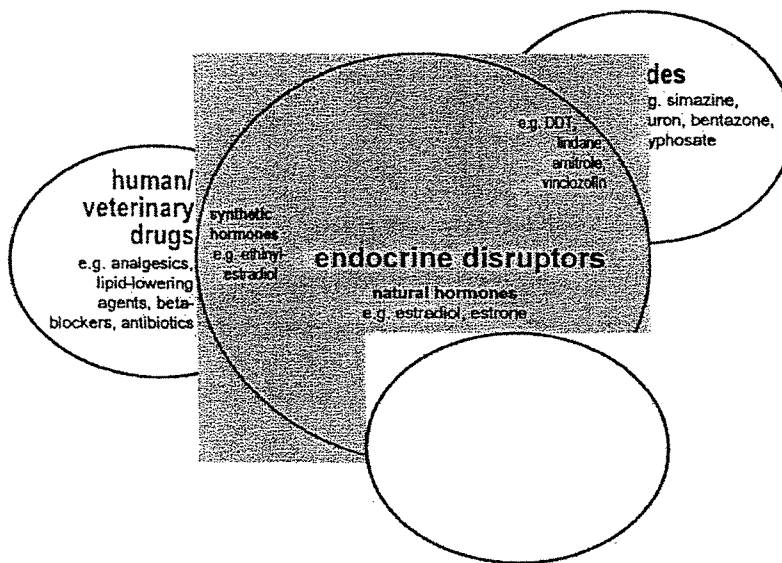 des
g. simazine,
uron, bentazone,
yphosate
e.g. DDT,
lindane
amitrole
vinclozolin
human/
veterinary
drugs
e.g. analgesics,
lipid-lowering
agents, beta-
blockers, antibiotics
synthetic
hormones
e.g. ethinyl-
estradiol
endocrine disruptors
natural hormones
e.g. estradiol, estrone